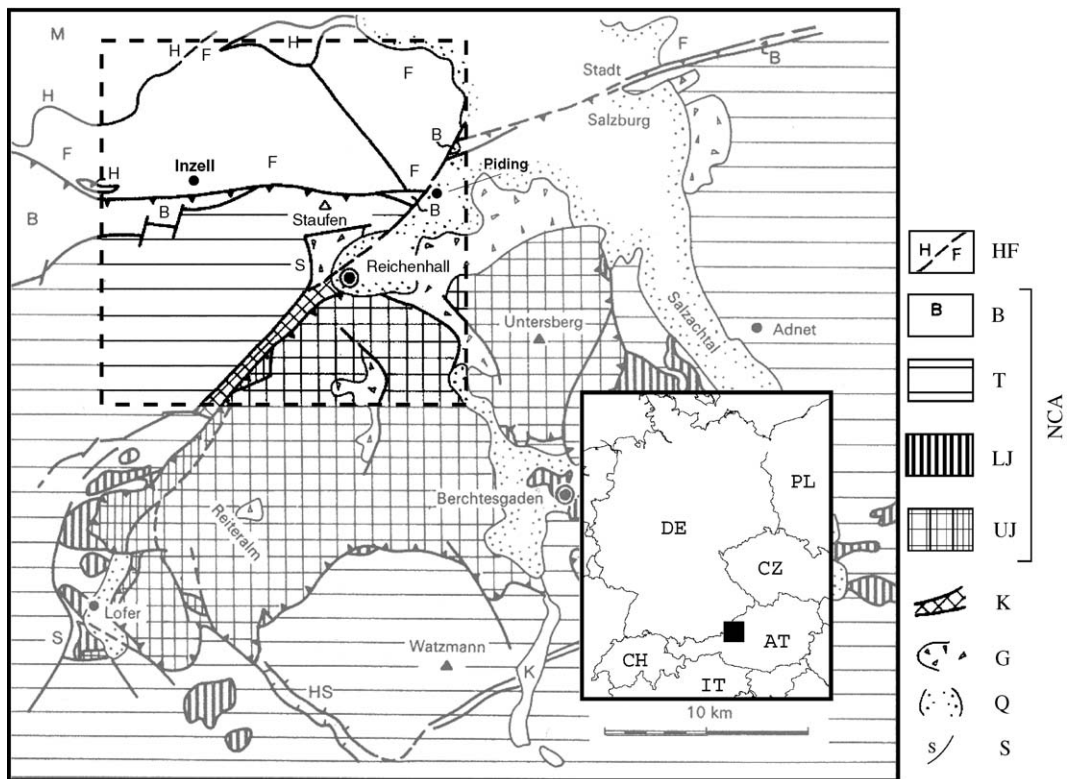 M
H
F
H
F
F
B
Stadt
Salzburg
H
B
F
H
Inzell
F
F
Piding
B
B
B
Staufen
S
Reichenhall
Untersberg
Salzachtal
Adnet
Berchtesgaden
Reiteralm
Lofer
S
Watzmann
HS
K
DE
PL
CZ
AT
CH
IT
10 km
H F HF
B B
T
LJ
UJ
NCA
K
G
Q
s S